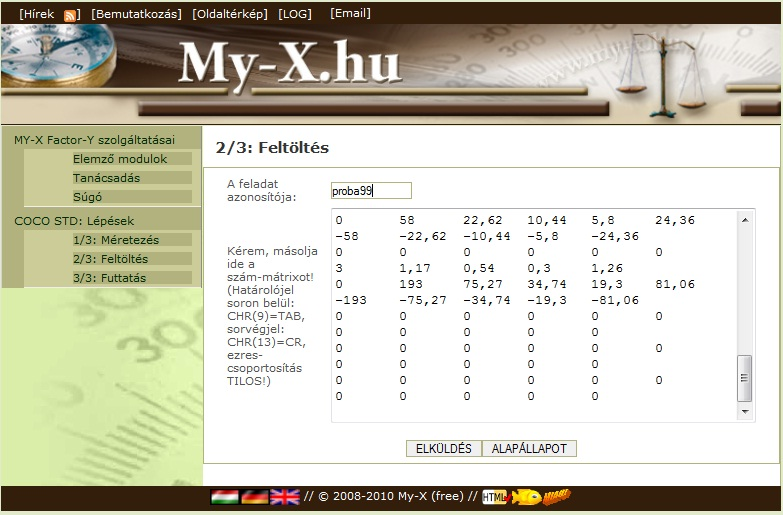 [Hírek ] [Bemutatkozás] [Oldaltérkép] [LOG] [Email]
My-X.hu
MY-X Factor-Y szolgáltatásai
Elemző modulok
Tanácsadás
Súgó
COCO STD: Lépések
1/3: Méretezés
2/3: Feltöltés
3/3: Futtatás
2/3: Feltöltés
A feladat
azonosítója:
proba99
Kérem, másolja
ide a
szám-mátrixot!
(Határolójel
soron belül:
CHR(9)=TAB,
sorvégjel:
CHR(13)=CR,
ezres-
csoportosítás
TILOS!)
0 58 22,62 10,44 5,8 24,36
-58 -22,62 -10,44 -5,8 -24,36
0 0 0 0 0 0
3 1,17 0,54 0,3 1,26
0 193 75,27 34,74 19,3 81,06
-193 -75,27 -34,74 -19,3 -81,06
0 0 0 0 0 0
0 0 0 0 0
0 0 0 0 0 0
0 0 0 0 0
0 0 0 0 0 0
0 0 0 0 0
ELKÜLDÉS ALAPÁLLAPOT
// © 2008-2010 My-X (free) // HTML